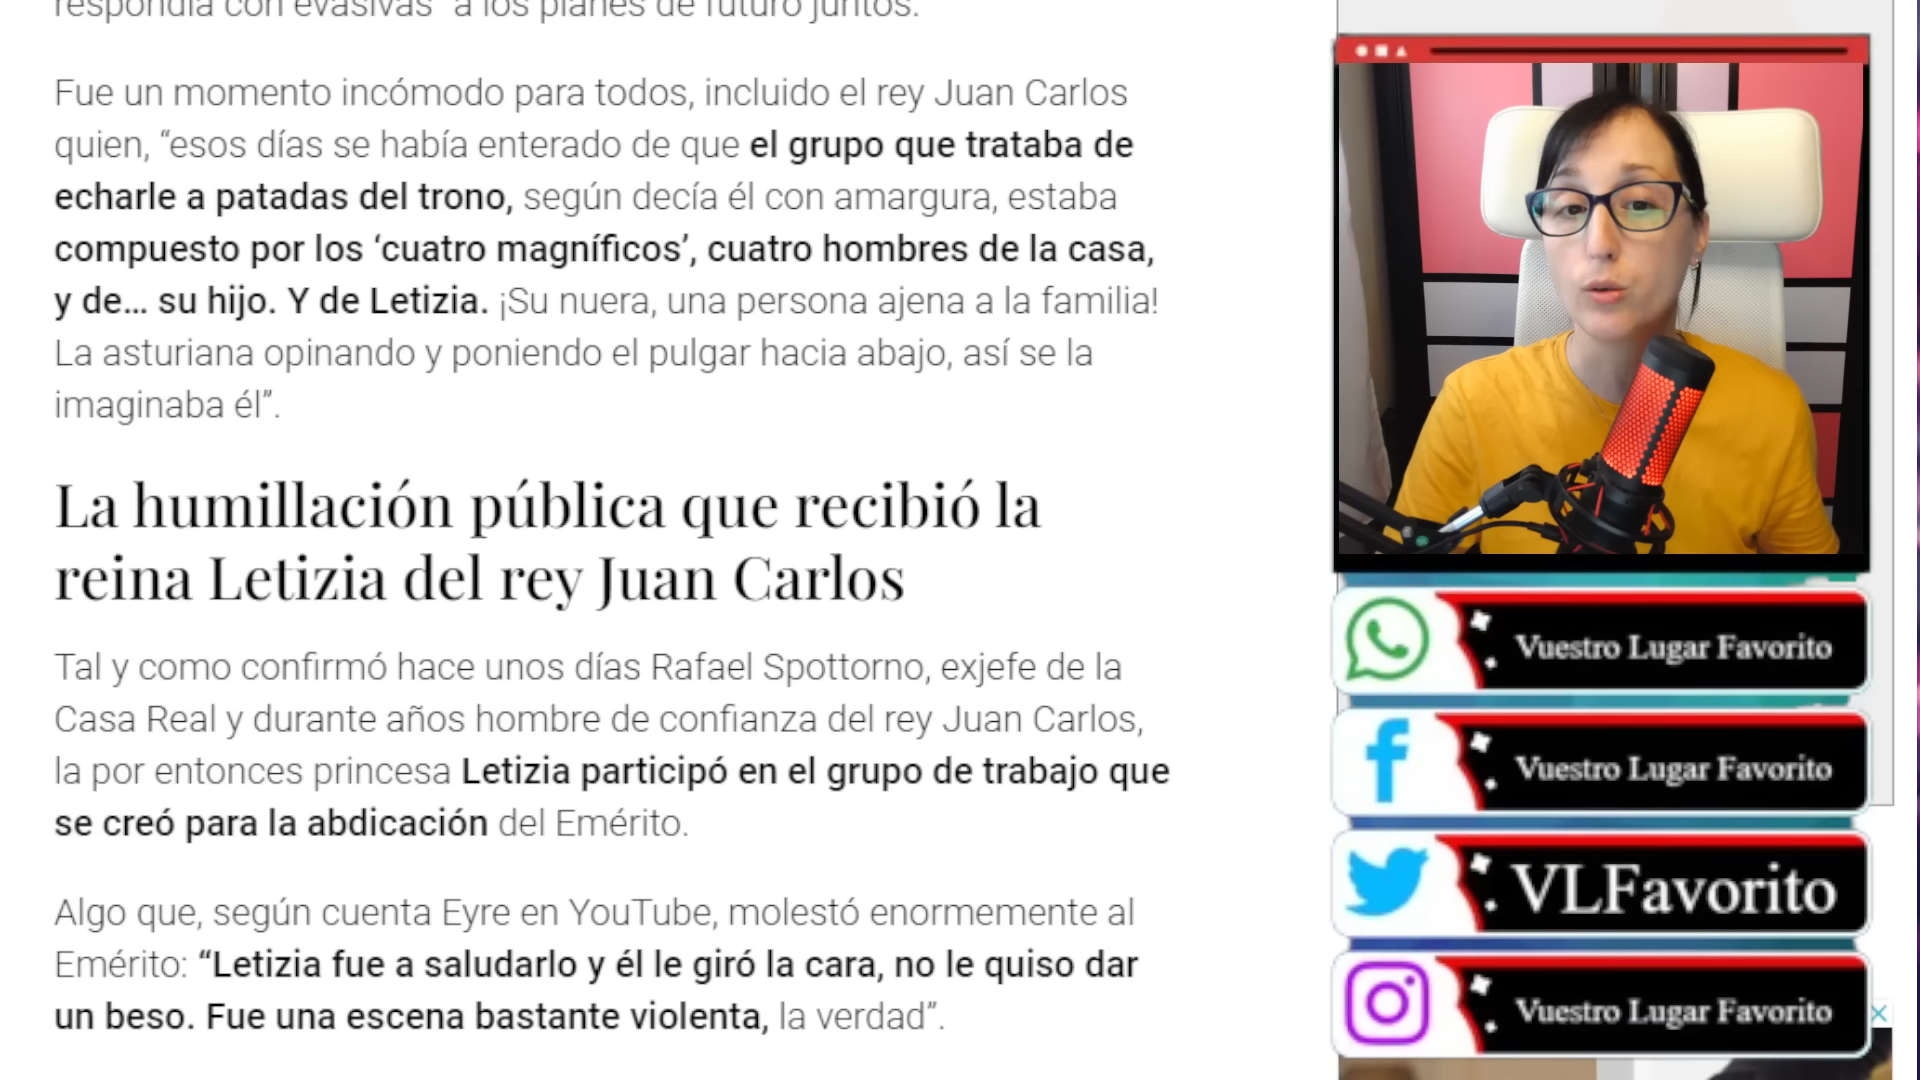 respondía con evasivas" a los planes de futuro juntos.
Fue un momento incómodo para todos, incluido el rey Juan Carlos
quien, “esos días se había enterado de que el grupo que trataba de
echarle a patadas del trono, según decía él con amargura, estaba
compuesto por los ‘cuatro magníficos’, cuatro hombres de la casa,
y de... su hijo. Y de Letizia. ¡Su nuera, una persona ajena a la familia!
La asturiana opinando y poniendo el pulgar hacia abajo, así se la
imaginaba él”.
La humillación pública que recibió la
reina Letizia del rey Juan Carlos
Tal y como confirmó hace unos días Rafael Spottorno, exjefe de la
Casa Real y durante años hombre de confianza del rey Juan Carlos,
la por entonces princesa Letizia participó en el grupo de trabajo que
se creó para la abdicación del Emérito.
Algo que, según cuenta Eyre en YouTube, molestó enormemente al
Emérito: “Letizia fue a saludarlo y él le giró la cara, no le quiso dar
un beso. Fue una escena bastante violenta, la verdad”.
Vuestro Lugar Favorito
Vuestro Lugar Favorito
VLFavorito
Vuestro Lugar Favorito